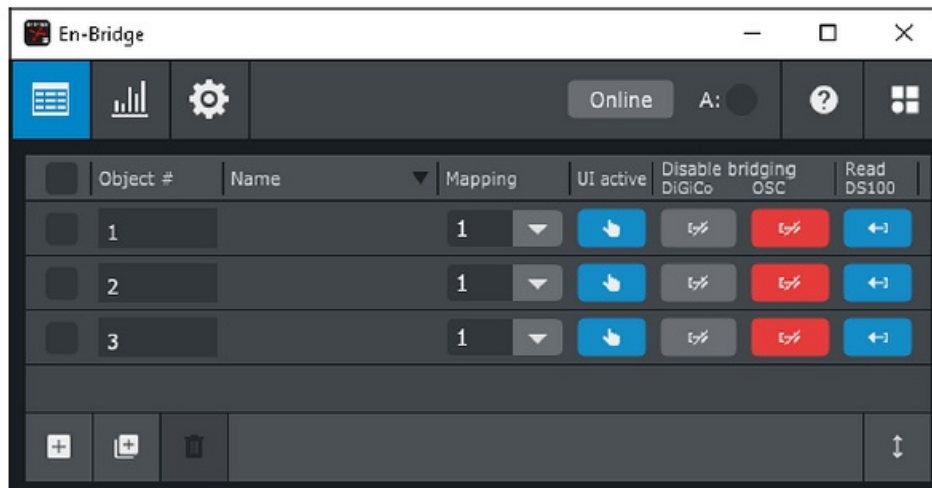 En-Bridge
Online A:
Object # Name Mapping UI active Disable bridging DiGiCo OSC Read DS100
1 1
2 1
3 1